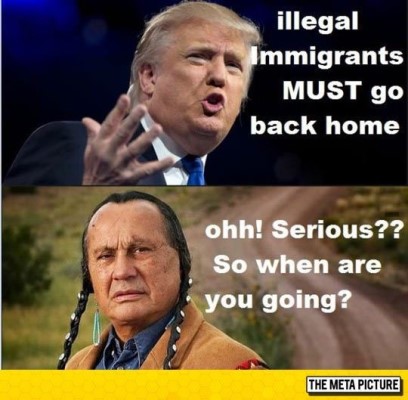 illegal
Immigrants
MUST go
back home
ohh! Serious??
So when are
you going?
THE META PICTURE